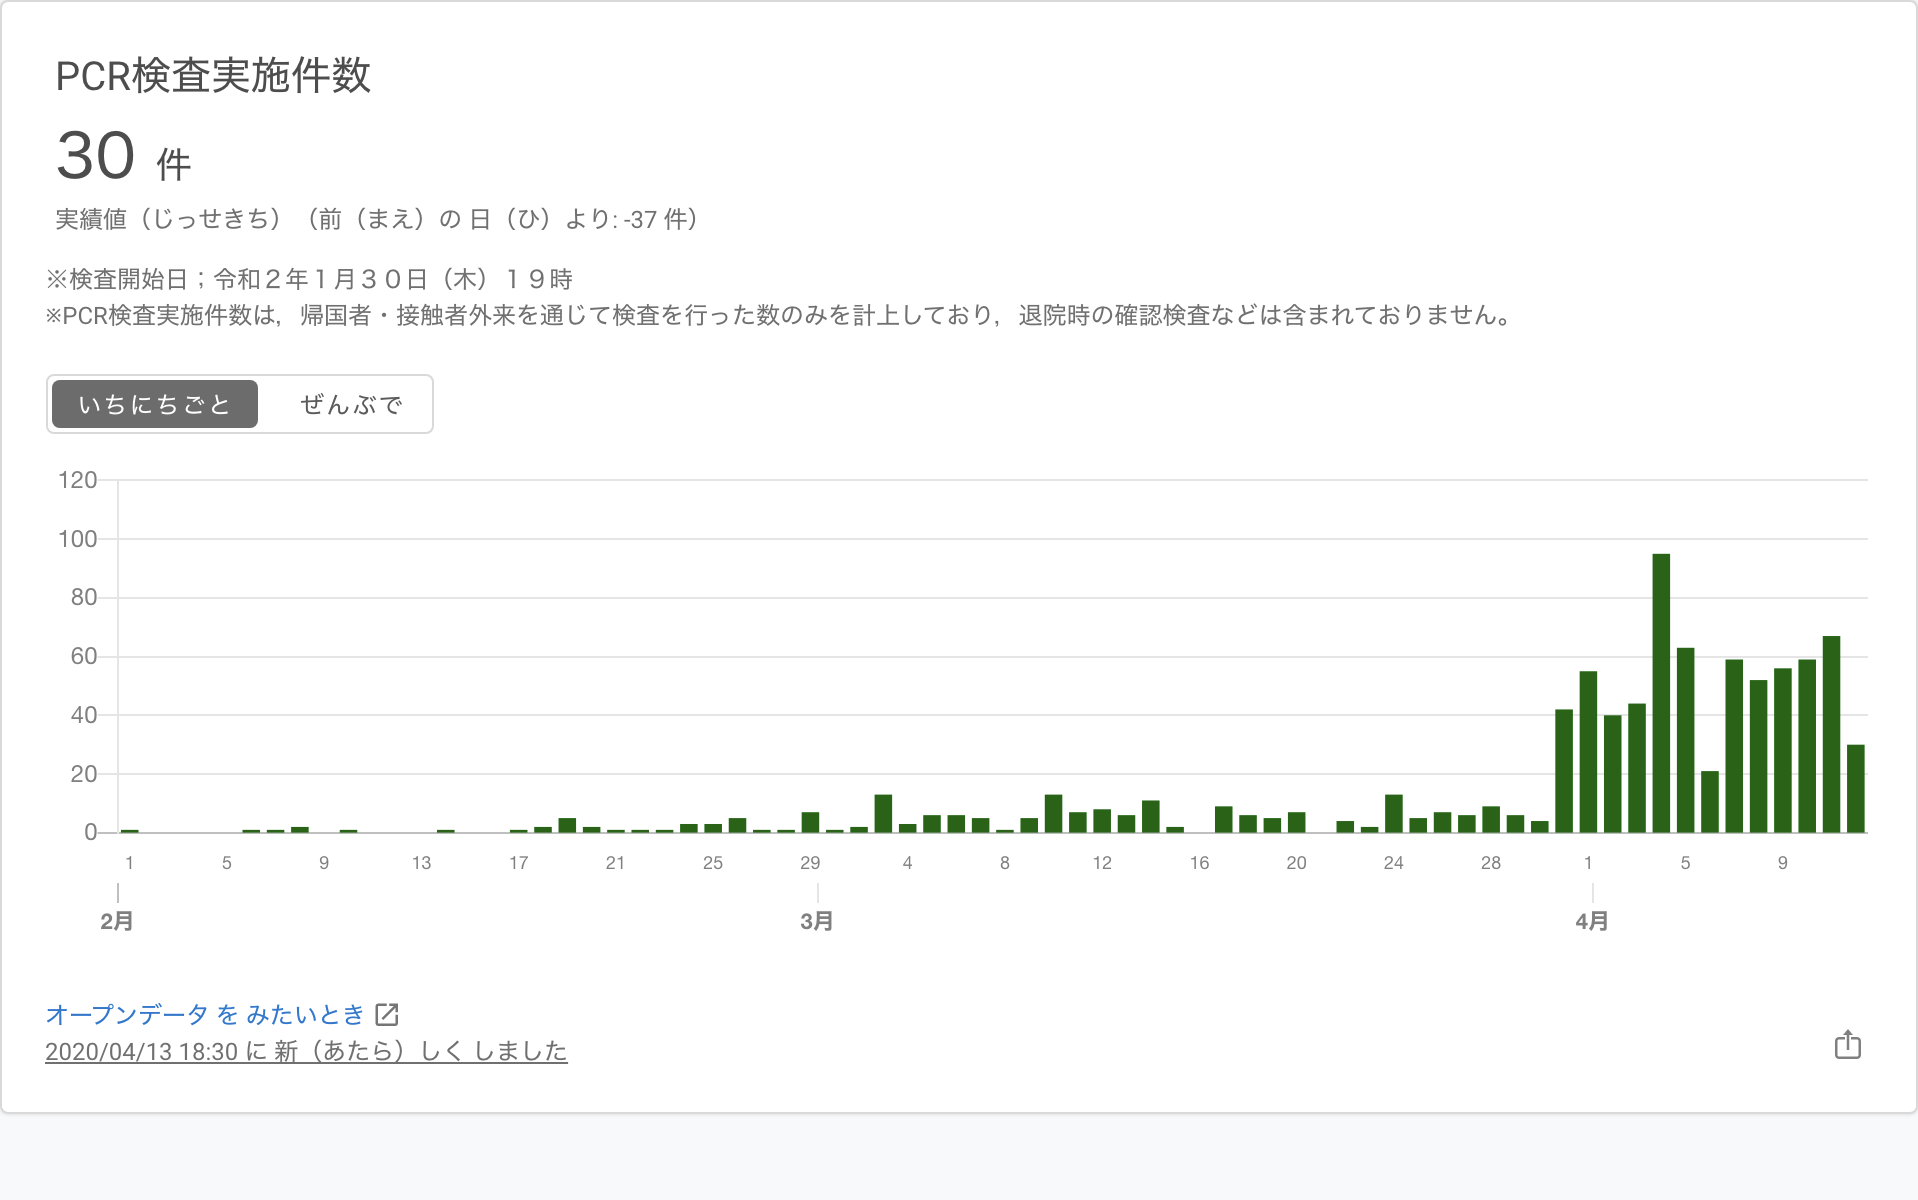 PCR検査実施件数
30 件
実績値（じっせきち）（前（まえ）の 日（ひ）より: -37 件）
※検査開始日；令和２年１月３０日（木）１９時
※PCR検査実施件数は，帰国者・接触者外来を通じて検査を行った数のみを計上しており，退院時の確認検査などは含まれておりません。
いちにちごと ぜんぶで
120
100
80
60
40
20
0
1 5 9 13 17 21 25 29 4 8 12 16 20 24 28 1 5 9
2月 3月 4月
オープンデータ を みたいとき
2020/04/13 18:30 に 新（あたら）しく しました